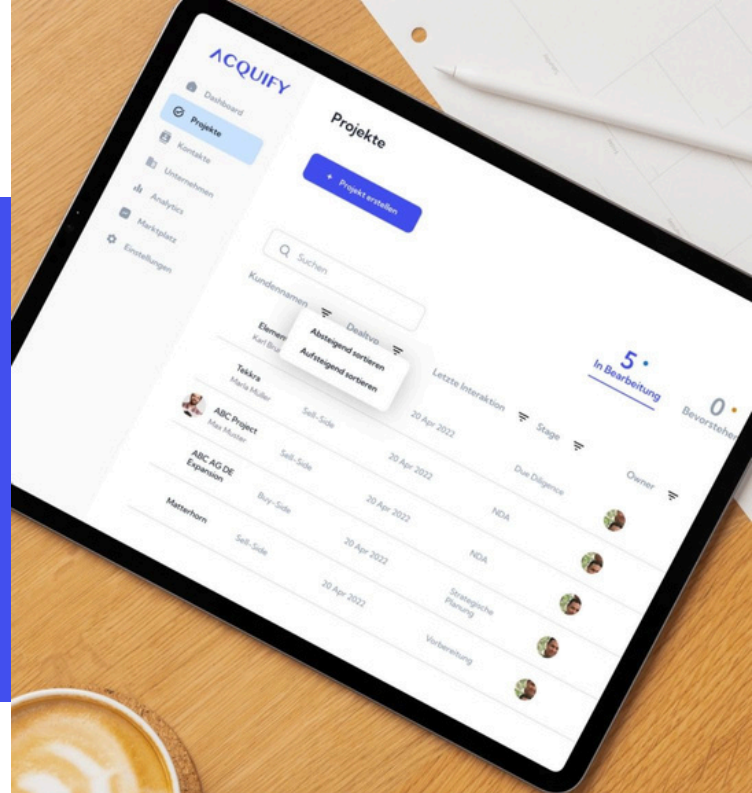 ACQUIFY
Dashboard
Projekte
Kontakte
Unternehmen
Analytics
Marktplatz
Einstellungen
Projekte
+ Projekt erstellen
Suchen
5
In Bearbeitung
0
Kundennamen Letzte Interaktion Stage Owner
Absteigend sortieren
Aufsteigend sortieren
20 Apr 2022 Due Diligence
Tekkra
Maria Muller
Sell-Side 20 Apr 2022 NDA
ABC Project
Max Muster
Sell-Side 20 Apr 2022 NDA
ABC AG DE
Expansion
Buy-Side 20 Apr 2022 Strategische
Planung
Matterhorn
Sell-Side 20 Apr 2022 Vorbereitung